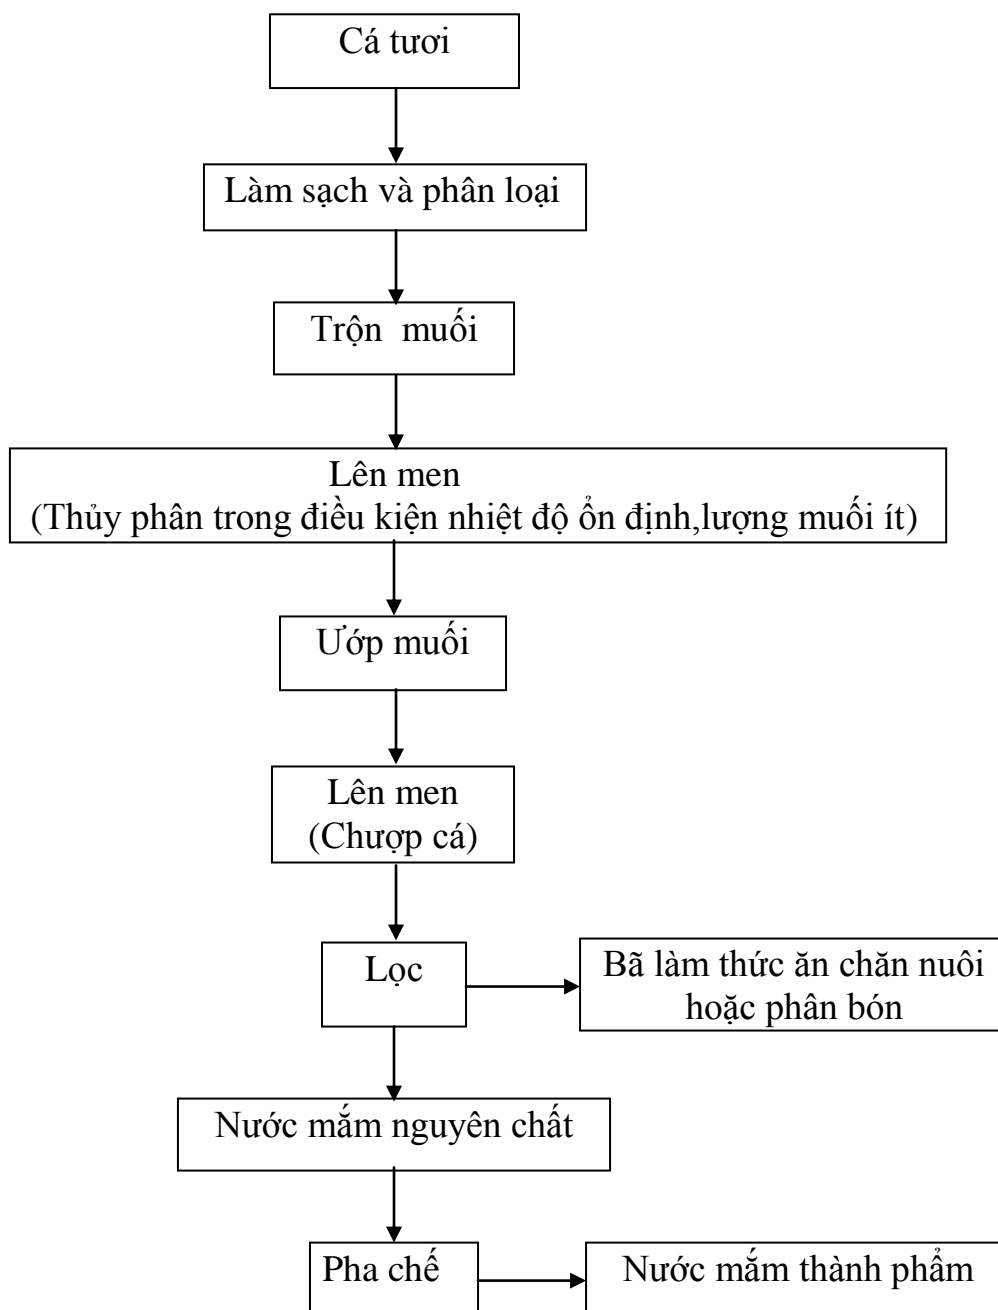 Cá tươi
Làm sạch và phân loại
Trộn muối
Lên men
(Thủy phân trong điều kiện nhiệt độ ổn định,lượng muối ít)
Ướp muối
Lên men
(Chượp cá)
Lọc
Bã làm thức ăn chăn nuôi
hoặc phân bón
Nước mắm nguyên chất
Pha chế
Nước mắm thành phẩm